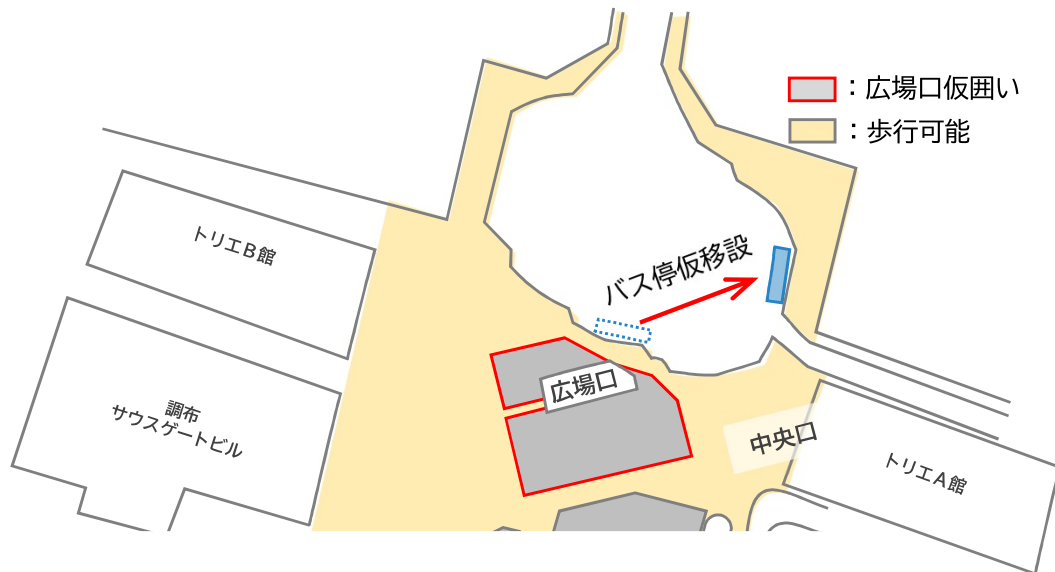 ：広場口仮囲い
：歩行可能
トリエB館
バス停仮移設
広場口
調布
サウスゲートビル
中央口
トリエA館